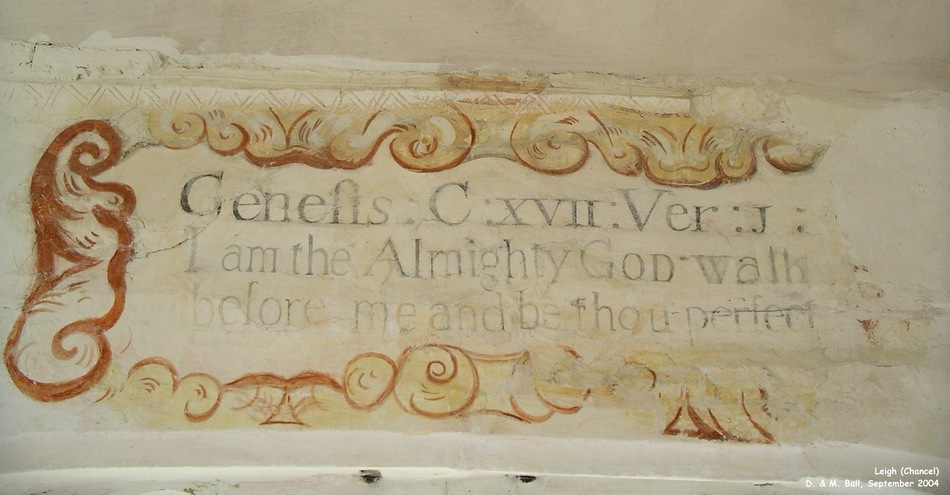 Geneſis : C : XVII : Ver : J :
I am the Almighty GOD walk
before me and be thou perfect
Leigh (Chancel)
D. & M. Ball, September 2004